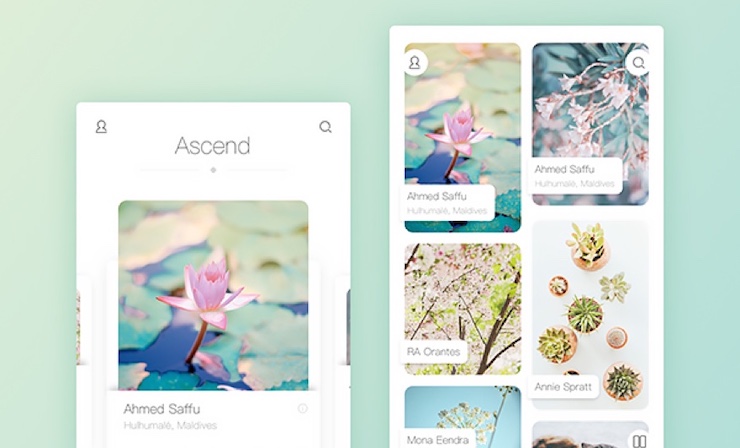 Ascend
Ahmed Saffu
Hulhumalé, Maldives
Ahmed Saffu
Hulhumalé, Maldives
Ahmed Saffu
Hulhumalé, Maldives
RA Orantes
Annie Spratt
Mona Eendra